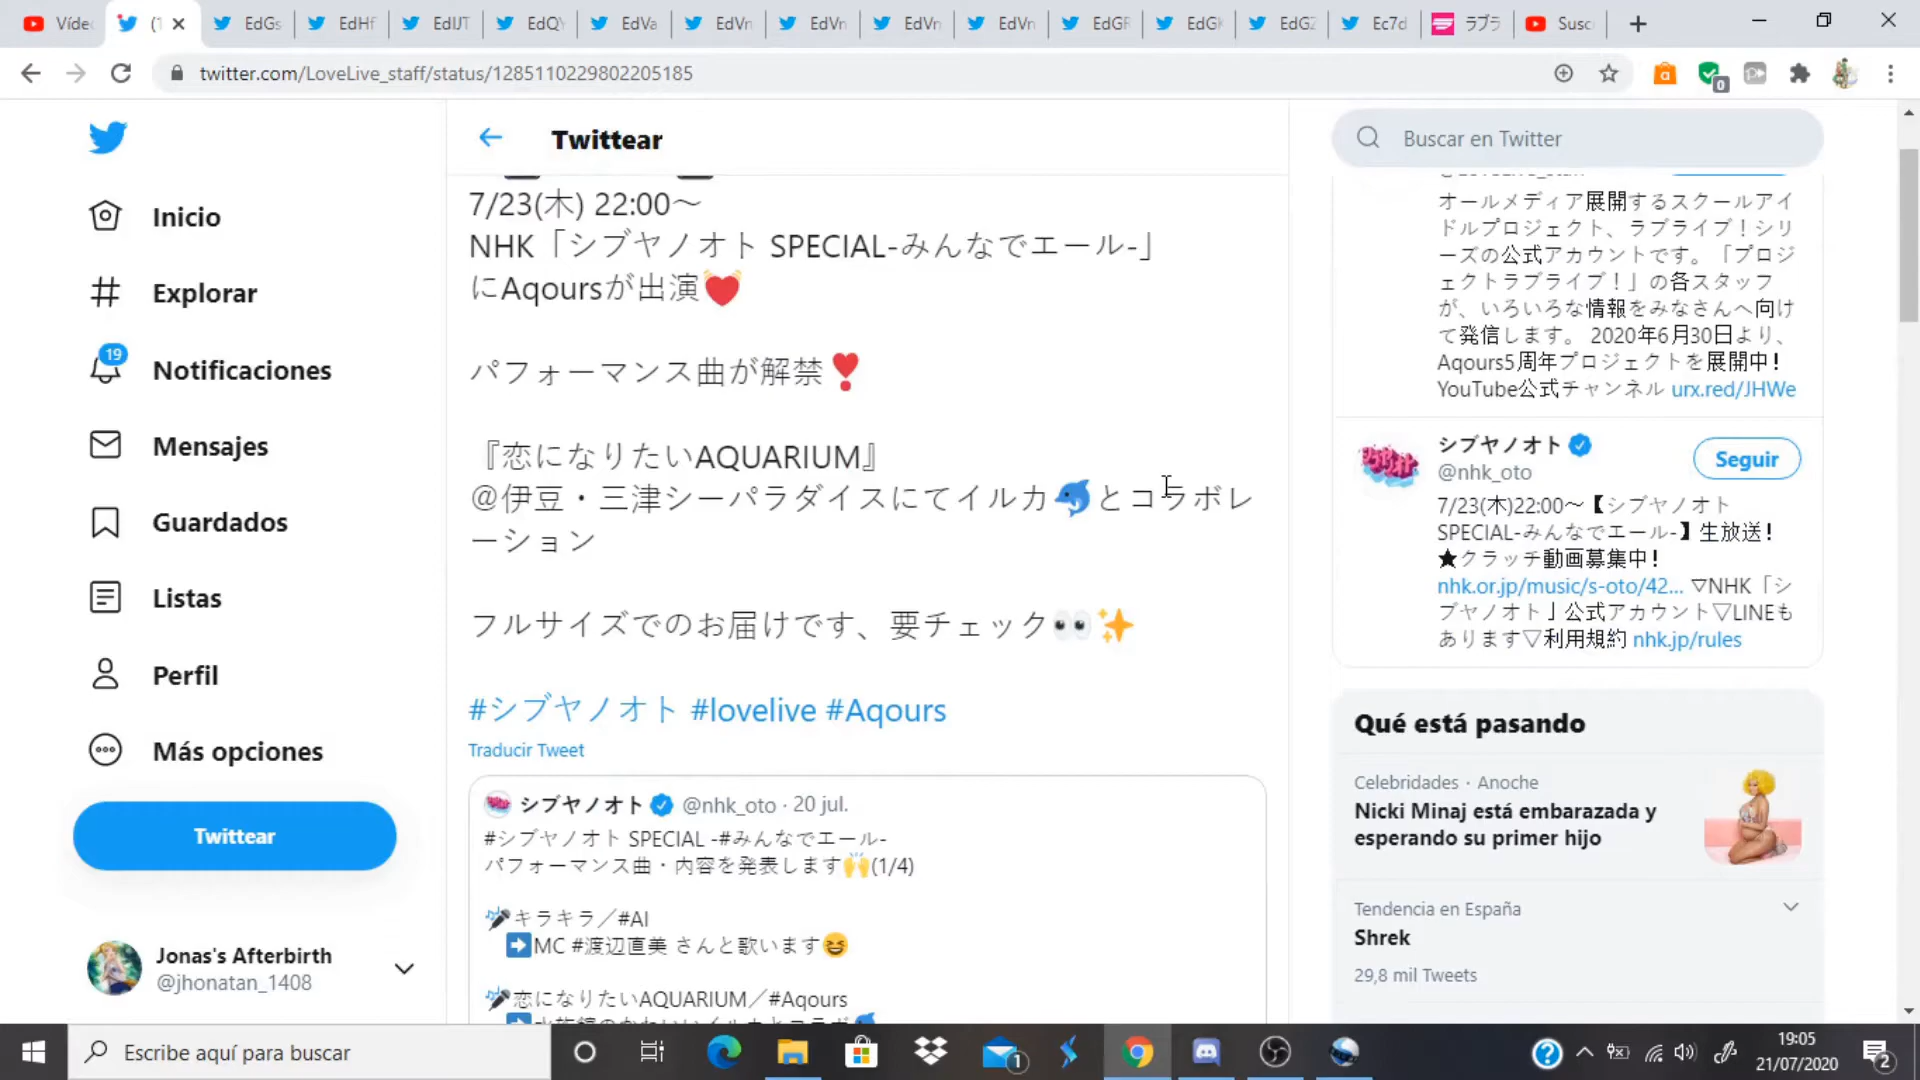 Víde
(1
EdGs
EdHf
EdIJT
EdQY
EdVa
EdVn
EdVn
EdVn
EdVn
EdGF
EdGk
EdGZ
Ec7d
ラブラ
Susc
twitter.com/LoveLive_staff/status/1285110229802205185
0
Inicio
Explorar
19
Notificaciones
Mensajes
Guardados
Listas
Perfil
Más opciones
Twittear
Jonas's Afterbirth
@jhonatan_1408
Twittear
7/23(木) 22:00～
NHK「シブヤノオト SPECIAL-みんなでエール-」
にAqoursが出演💓
パフォーマンス曲が解禁❣
『恋になりたいAQUARIUM』
@伊豆・三津シーパラダイスにてイルカ🐬とコラボレ
ーション
フルサイズでのお届けです、要チェック👀✨
#シブヤノオト #lovelive #Aqours
Traducir Tweet
シブヤノオト @nhk_oto · 20 jul.
#シブヤノオト SPECIAL -#みんなでエール-
パフォーマンス曲・内容を発表します🙌(1/4)
🎤キラキラ／#AI
➡MC #渡辺直美 さんと歌います😆
🎤恋になりたいAQUARIUM／#Aqours
Buscar en Twitter
オールメディア展開するスクールアイ
ドルプロジェクト、ラブライブ！シリ
ーズの公式アカウントです。「プロジ
ェクトラブライブ！」の各スタッフ
が、いろいろな情報をみなさんへ向け
て発信します。 2020年6月30日より、
Aqours5周年プロジェクトを展開中！
YouTube公式チャンネル urx.red/JHWe
シブヤノオト
@nhk_oto
Seguir
7/23(木)22:00～【シブヤノオト
SPECIAL-みんなでエール-】生放送！
★クラッチ動画募集中！
nhk.or.jp/music/s-oto/42... ▽NHK「シ
ブヤノオト」公式アカウント▽LINEも
あります▽利用規約 nhk.jp/rules
Qué está pasando
Celebridades · Anoche
Nicki Minaj está embarazada y
esperando su primer hijo
Tendencia en España
Shrek
29,8 mil Tweets
Escribe aquí para buscar
1
19:05
21/07/2020
2